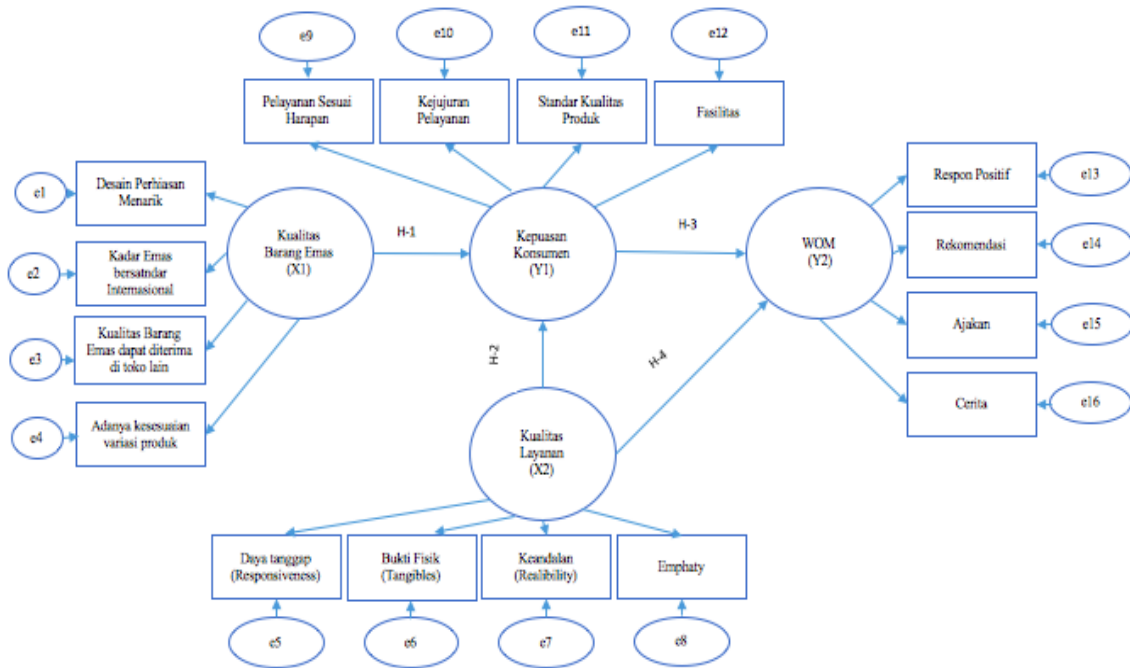 e9
e10
e11
e12
Pelayanan Sesuai
Harapan
Kejujuran
Pelayanan
Standar Kualitas
Produk
Fasilitas
e1
Desain Perhiasan
Menarik
e2
Kadar Emas
bersatndar
Internasional
e3
Kualitas Barang
Emas dapat diterima
di toko lain
e4
Adanya kesesuaian
variasi produk
Kualitas
Barang Emas
(X1)
H-1
Kepuasan
Konsumen
(Y1)
H-3
WOM
(Y2)
Respon Positif
e13
Rekomendasi
e14
Ajakan
e15
Cerita
e16
H-2
H-4
Kualitas
Layanan
(X2)
Daya tanggap
(Responsiveness)
Bukti Fisik
(Tangibles)
Keandalan
(Realibility)
Emphaty
e5
e6
e7
e8